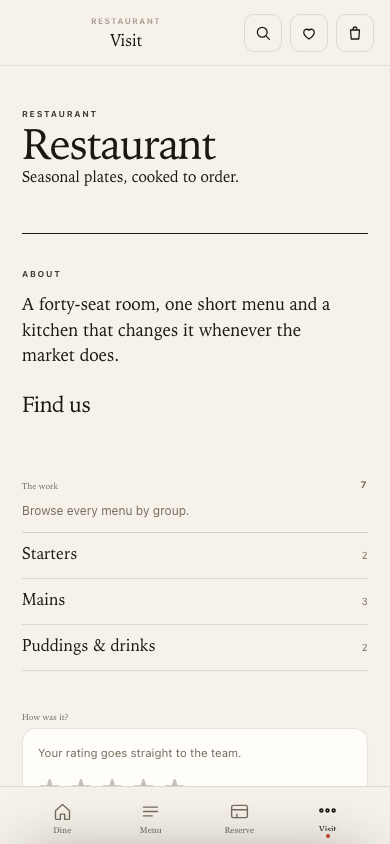 RESTAURANT
Visit
RESTAURANT
Restaurant
Seasonal plates, cooked to order.
ABOUT
A forty-seat room, one short menu and a
kitchen that changes it whenever the
market does.
Find us
The work
7
Browse every menu by group.
Starters
2
Mains
3
Puddings & drinks
2
How was it?
Your rating goes straight to the team.
Dine
Menu
Reserve
Visit